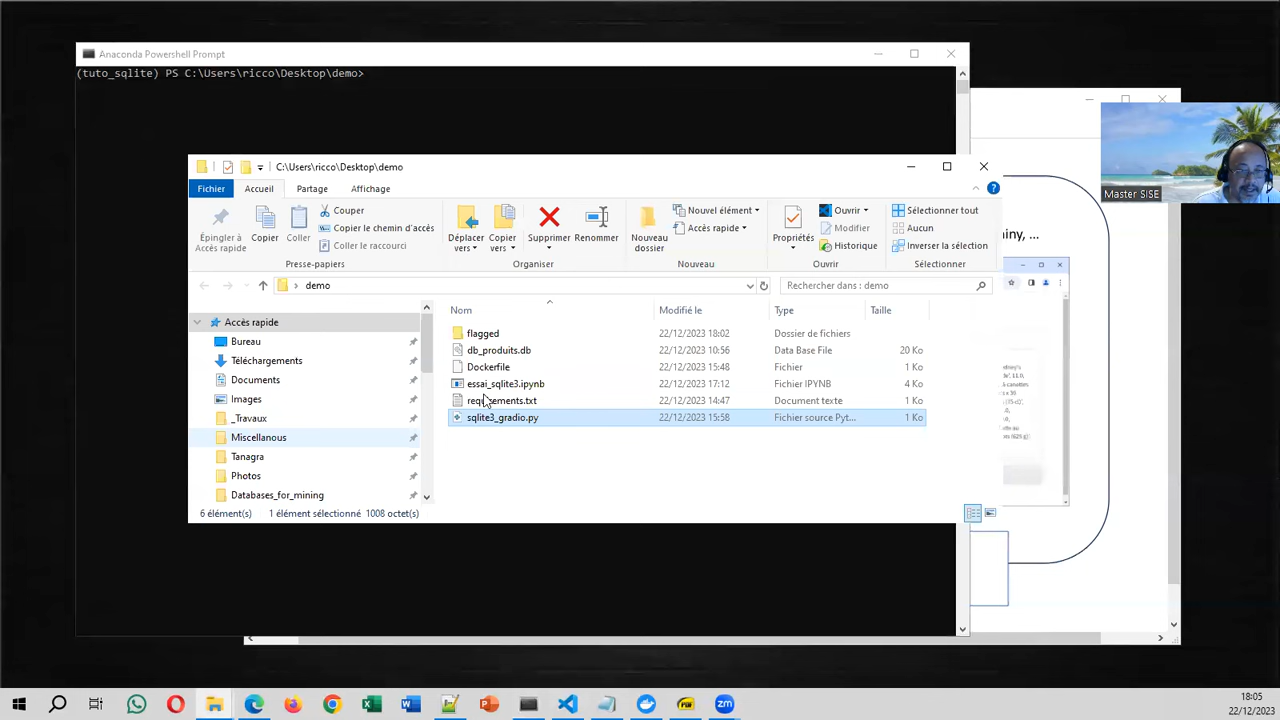 Anaconda Powershell Prompt
(tuto_sqlite) PS C:\Users\ricco\Desktop\demo>
Master SISE
C:\Users\ricco\Desktop\demo
Fichier
Accueil
Partage
Affichage
Épingler à
Accès rapide
Copier
Coller
Couper
Copier le chemin d'accès
Coller le raccourci
Presse-papiers
Déplacer
vers
Copier
vers
Supprimer
Renommer
Organiser
Nouveau
dossier
Nouvel élément
Accès rapide
Nouveau
Propriétés
Ouvrir
Modifier
Historique
Ouvrir
Sélectionner tout
Aucun
Inverser la sélection
Sélectionner
iny, ...
demo
Rechercher dans : demo
Nom
Modifié le
Type
Taille
Accès rapide
Bureau
Téléchargements
Documents
Images
_Travaux
Miscellanous
Tanagra
Photos
Databases_for_mining
flagged 22/12/2023 18:02 Dossier de fichiers
db_produits.db 22/12/2023 10:56 Data Base File 20 Ko
Dockerfile 22/12/2023 14:47 Fichier 1 Ko
essai_sqlite3.ipynb 22/12/2023 17:12 Fichier IPYNB 4 Ko
requirements.txt 22/12/2023 14:47 Document texte 1 Ko
sqlite3_gradio.py 22/12/2023 15:58 Fichier source Pyt... 1 Ko
6 élément(s) 1 élément sélectionné 1008 octet(s)
18:05
22/12/2023